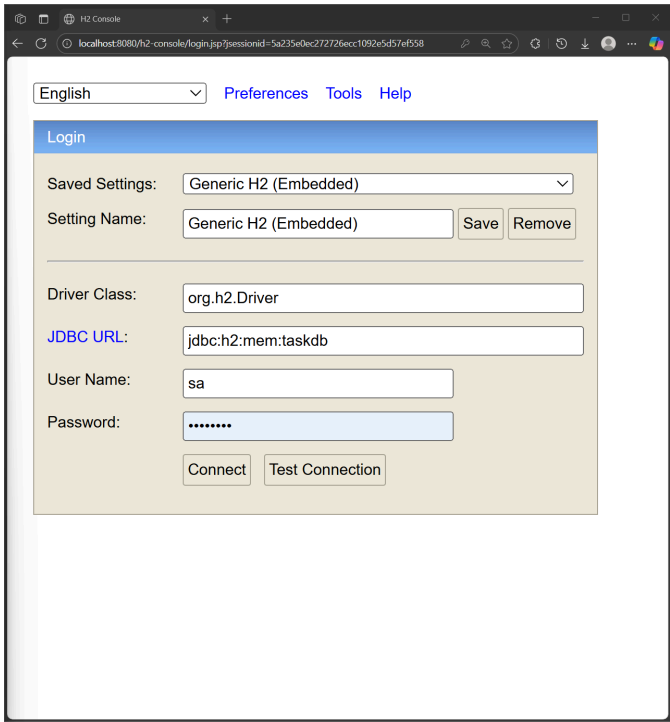 H2 Console
localhost:8080/h2-console/login.jsp?jsessionid=5a235e0ec272726ecc1092e5d57ef558
English Preferences Tools Help
Login
Saved Settings: Generic H2 (Embedded)
Setting Name: Generic H2 (Embedded) Save Remove
Driver Class: org.h2.Driver
JDBC URL: jdbc:h2:mem:taskdb
User Name: sa
Password: ••••••••
Connect Test Connection